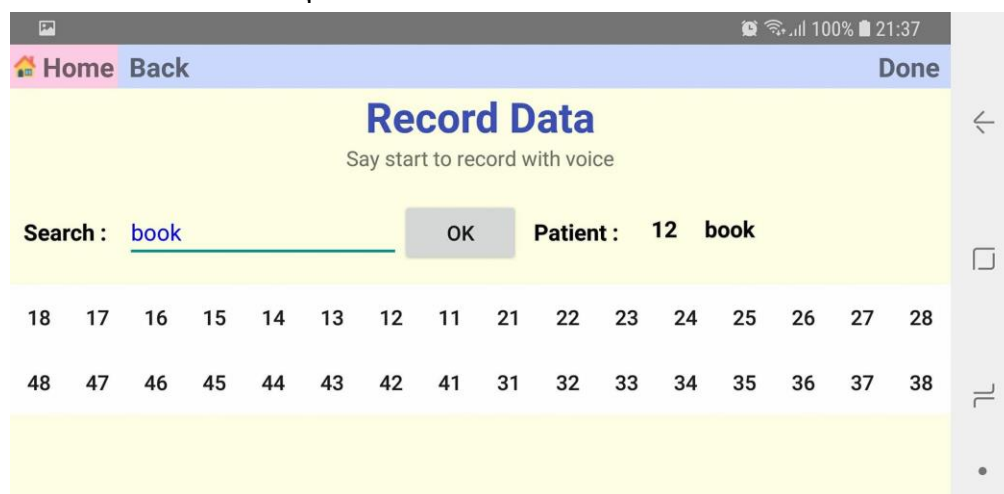 100% 21:37
Home Back Done
Record Data
Say start to record with voice
Search : book OK Patient : 12 book
18 17 16 15 14 13 12 11 21 22 23 24 25 26 27 28
48 47 46 45 44 43 42 41 31 32 33 34 35 36 37 38